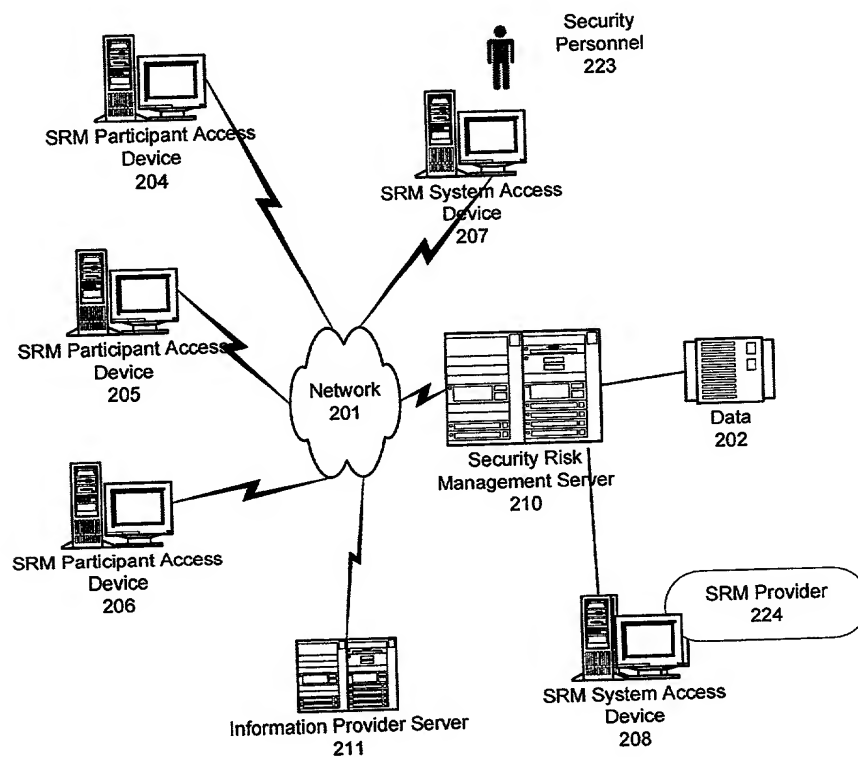 Security
Personnel
223
SRM Participant Access
Device
204
SRM System Access
Device
207
SRM Participant Access
Device
205
Network
201
Data
202
Security Risk
Management Server
210
SRM Participant Access
Device
206
SRM Provider
224
Information Provider Server
211
SRM System Access
Device
208